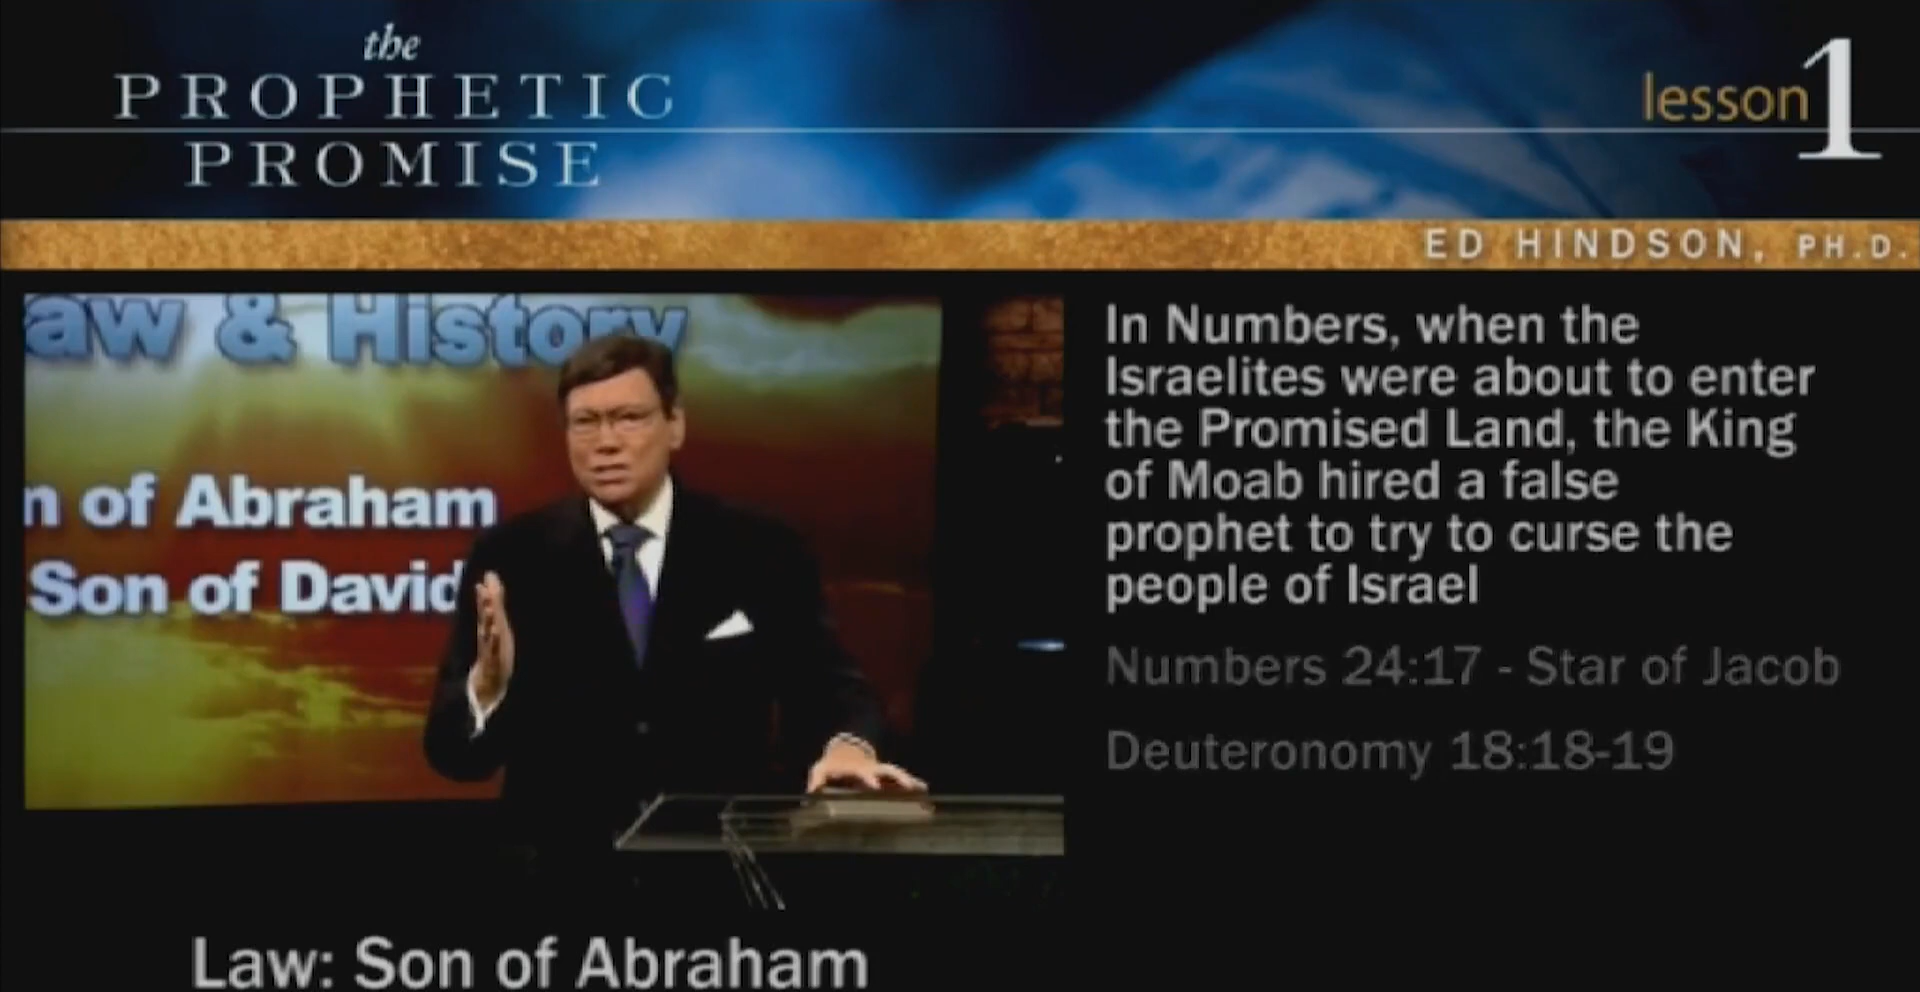 the
PROPHETIC
PROMISE
lesson 1
ED HINDSON, PH.D.
aw & History
n of Abraham
Son of David
In Numbers, when the
Israelites were about to enter
the Promised Land, the King
of Moab hired a false
prophet to try to curse the
people of Israel
Numbers 24:17 - Star of Jacob
Deuteronomy 18:18-19
Law: Son of Abraham